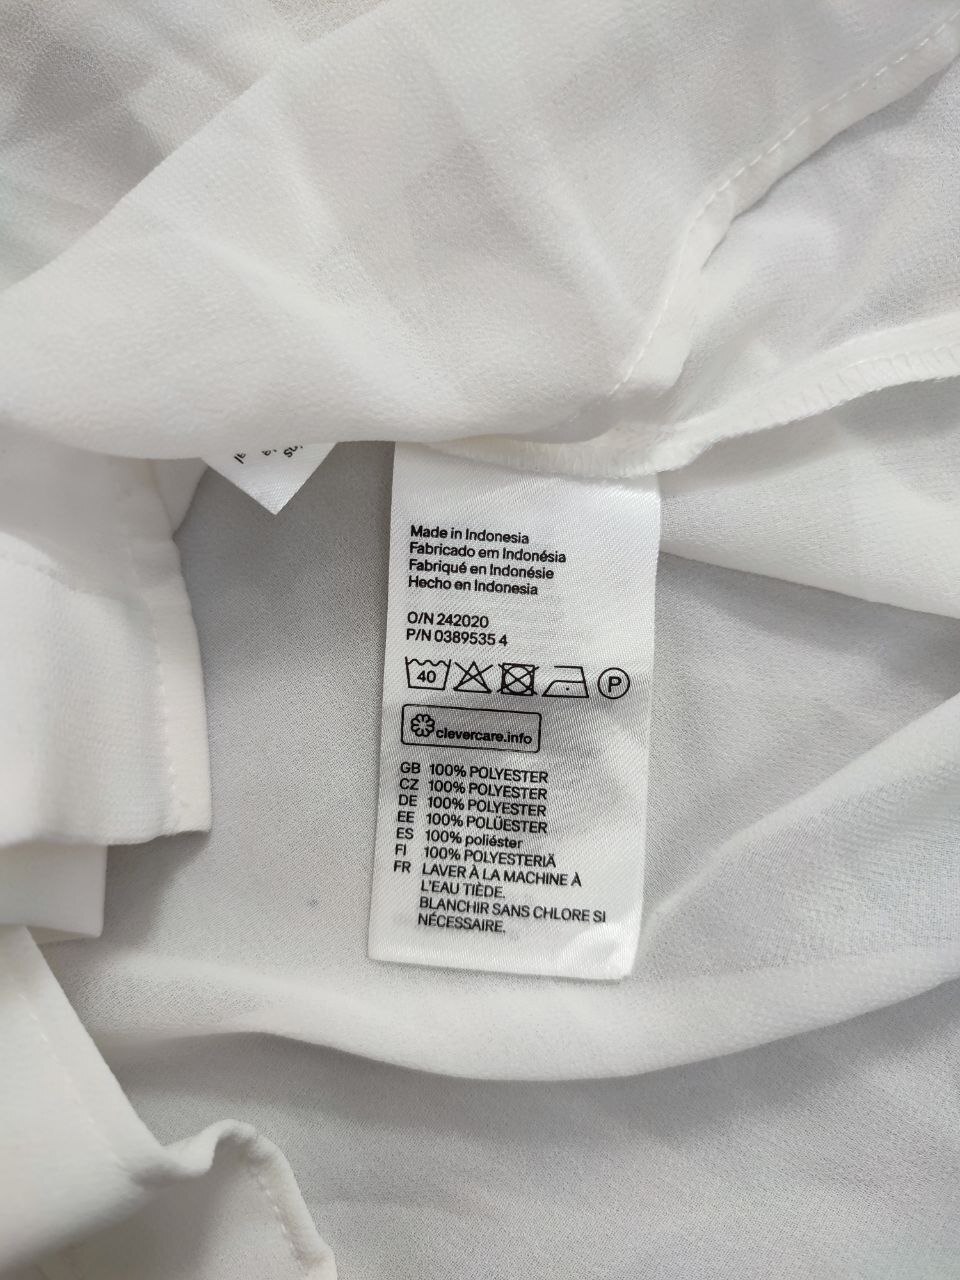 Made in Indonesia
Fabricado em Indonésia
Fabriqué en Indonésie
Hecho en Indonesia
O/N 242020
P/N 0389535 4
40
P
clevercare.info
GB 100% POLYESTER
CZ 100% POLYESTER
DE 100% POLYESTER
EE 100% POLÜESTER
ES 100% poliéster
FI 100% POLYESTERIÄ
FR LAVER À LA MACHINE À
L'EAU TIÈDE.
BLANCHIR SANS CHLORE SI
NÉCESSAIRE.